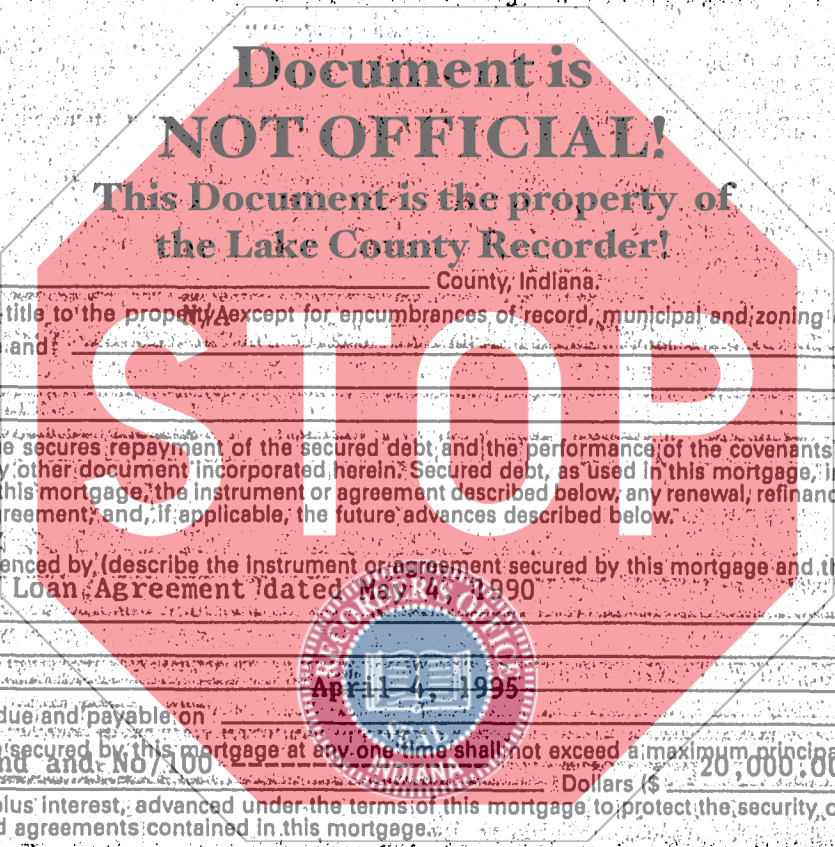 Document is
NOT OFFICIAL!
This Document is the property of
the Lake County Recorder!
County, Indiana.
title to the property, except for encumbrances of record, municipal and zoning
and N/A
STOP
secures repayment of the secured debt and the performance of the covenants
other document incorporated herein. Secured debt, as used in this mortgage,
this mortgage, the instrument or agreement described below, any renewal,
and, if applicable, the future advances described below.
by (describe the instrument or agreement secured by this mortgage and
Loan Agreement dated May 4, 1990
RECORDER'S OFFICE
SEAL
INDIANA
April 4, 1995
due and payable on
secured by this mortgage at any one time shall not exceed a maximum
and No/100 Dollars ($ 20,000.00
plus interest, advanced under the terms of this mortgage to protect the security
agreements contained in this mortgage.